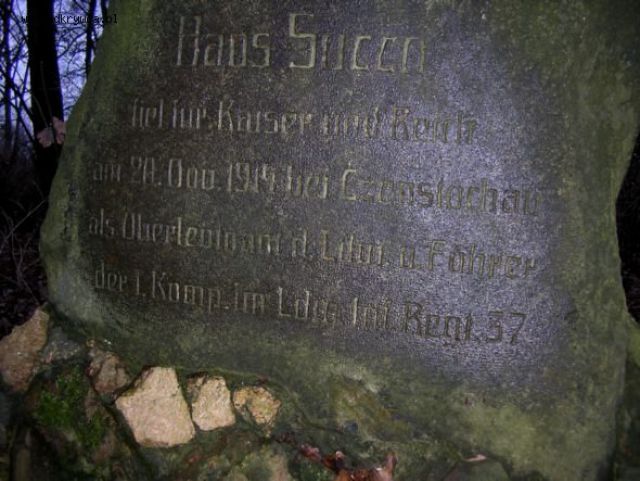 Hans Succo
fiel für Kaiser und Reich
am 20. Nov. 1914 bei Czenstochau
als Oberleutnant d. Ldw. u. Führer
der 1. Komp. im Ldw. Inf. Regt. 37